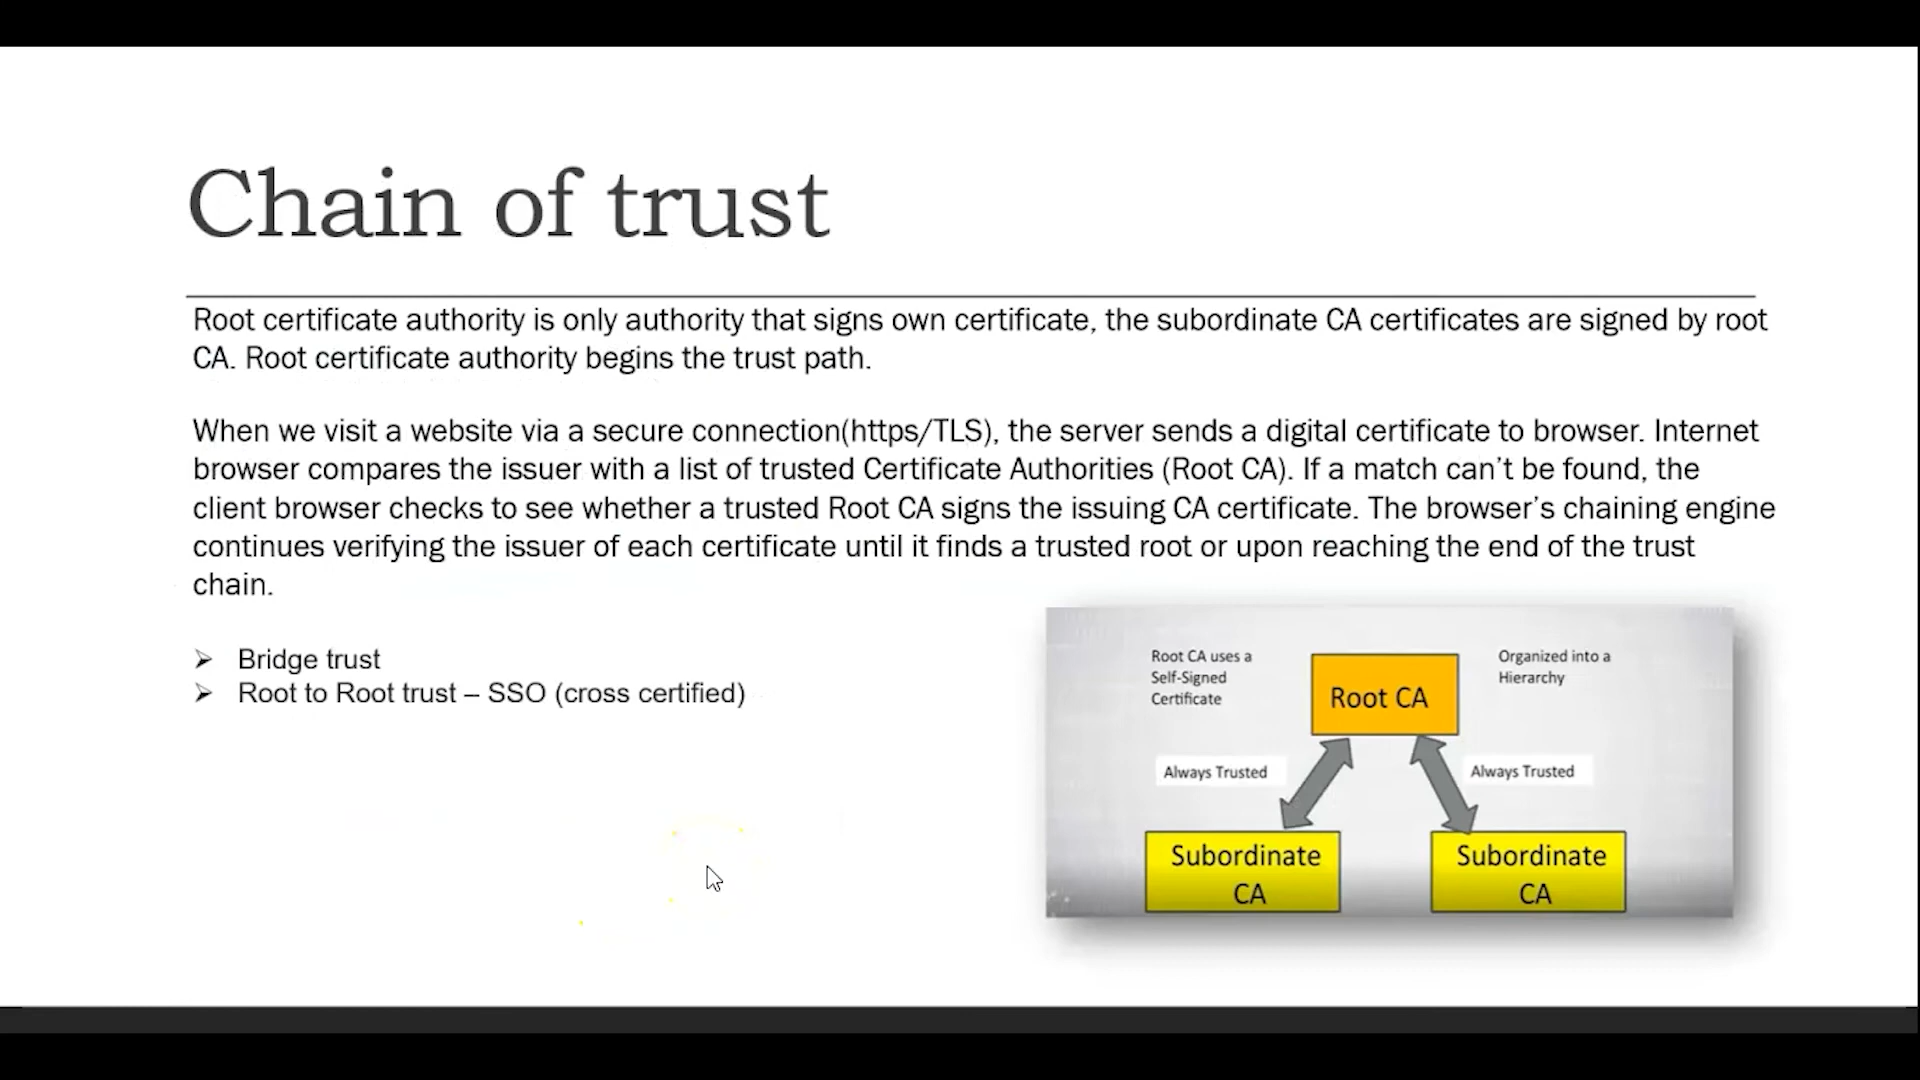 Chain of trust
Root certificate authority is only authority that signs own certificate, the subordinate CA certificates are signed by root
CA. Root certificate authority begins the trust path.
When we visit a website via a secure connection(https/TLS), the server sends a digital certificate to browser. Internet
browser compares the issuer with a list of trusted Certificate Authorities (Root CA). If a match can’t be found, the
client browser checks to see whether a trusted Root CA signs the issuing CA certificate. The browser’s chaining engine
continues verifying the issuer of each certificate until it finds a trusted root or upon reaching the end of the trust
chain.
➢ Bridge trust
➢ Root to Root trust – SSO (cross certified)
Root CA uses a
Self-Signed
Certificate
Root CA
Organized into a
Hierarchy
Always Trusted
Always Trusted
Subordinate
CA
Subordinate
CA